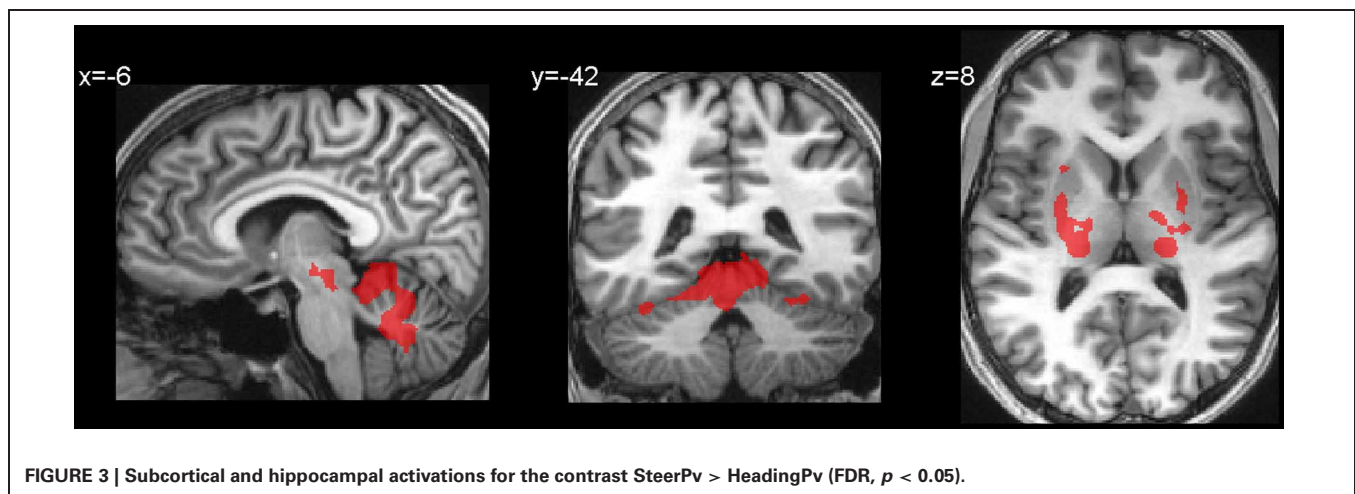 x=-6
y=-42
z=8
FIGURE 3 | Subcortical and hippocampal activations for the contrast SteerPv > HeadingPv (FDR, p < 0.05).